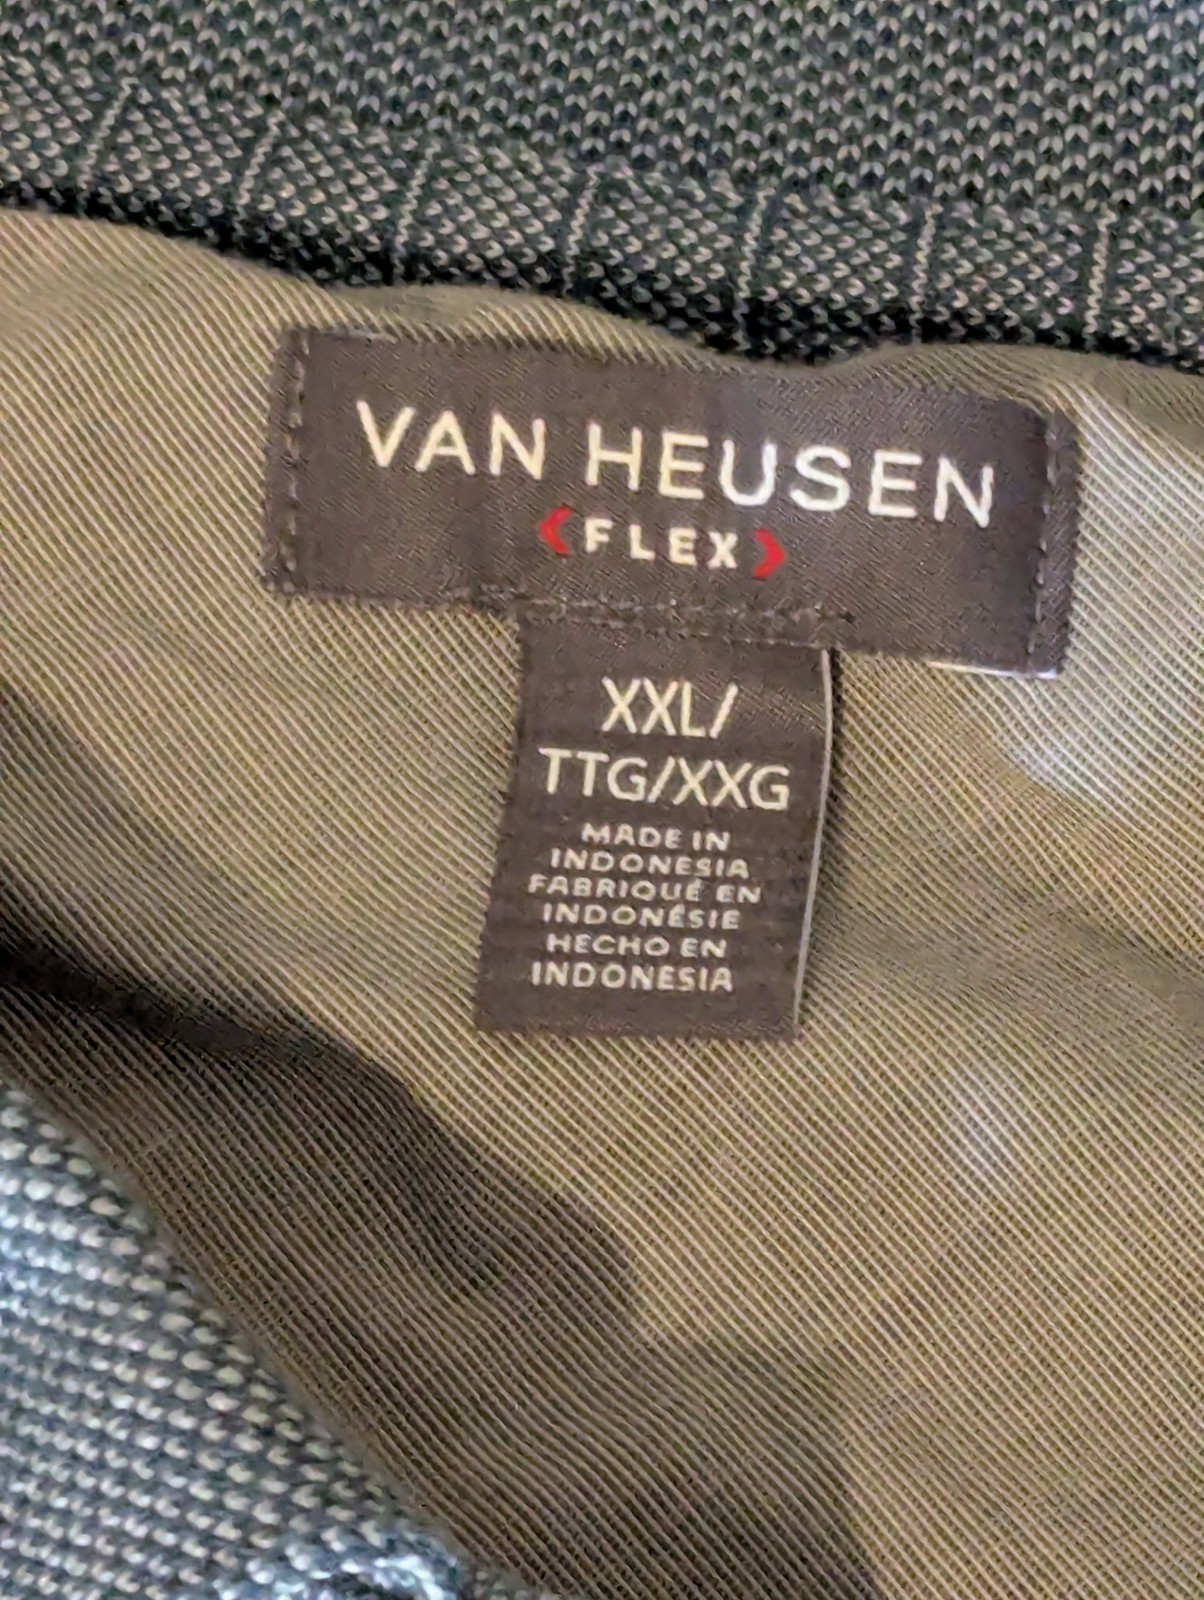 VAN HEUSEN
<FLEX>
XXL/
TTG/XXG
MADE IN
INDONESIA
FABRIQUÉ EN
INDONÉSIE
HECHO EN
INDONESIA